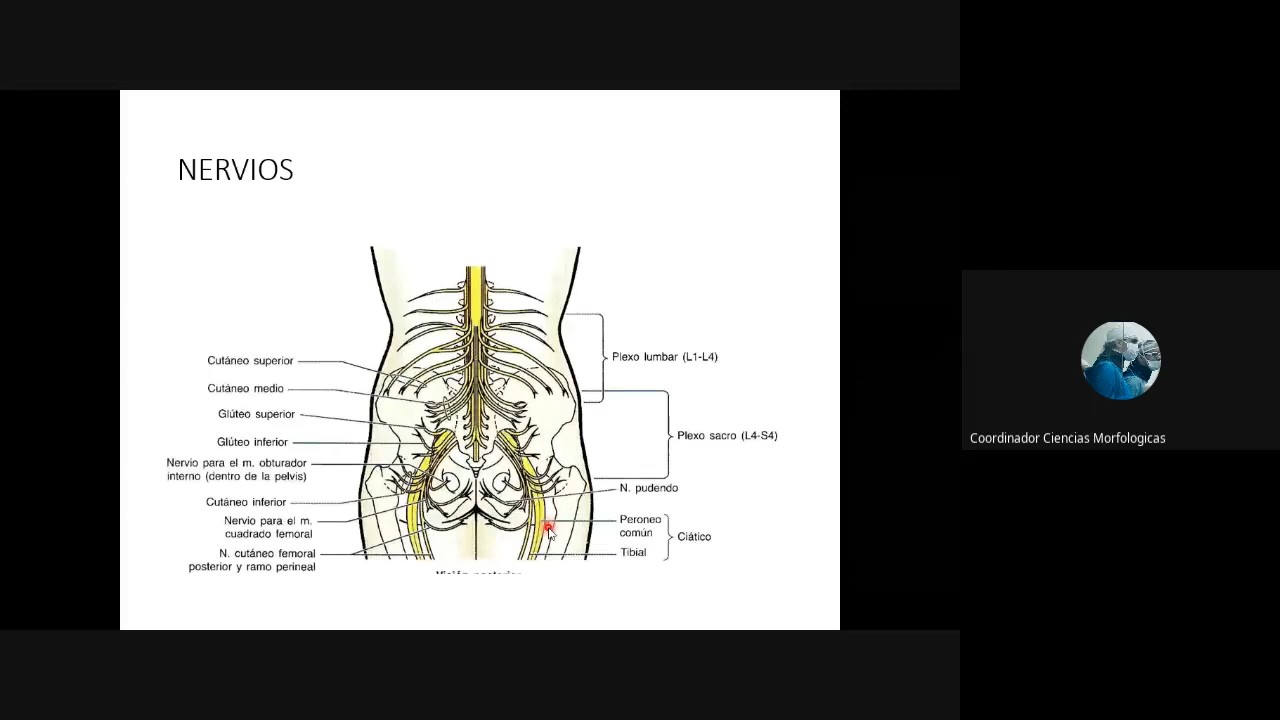 NERVIOS
Cutáneo superior
Cutáneo medio
Glúteo superior
Glúteo inferior
Nervio para el m. obturador
interno (dentro de la pelvis)
Cutáneo inferior
Nervio para el m.
cuadrado femoral
N. cutáneo femoral
posterior y ramo perineal
Plexo lumbar (L1-L4)
Plexo sacro (L4-S4)
N. pudendo
Peroneo
común
Ciático
Tibial
Visión posterior
Coordinador Ciencias Morfologicas